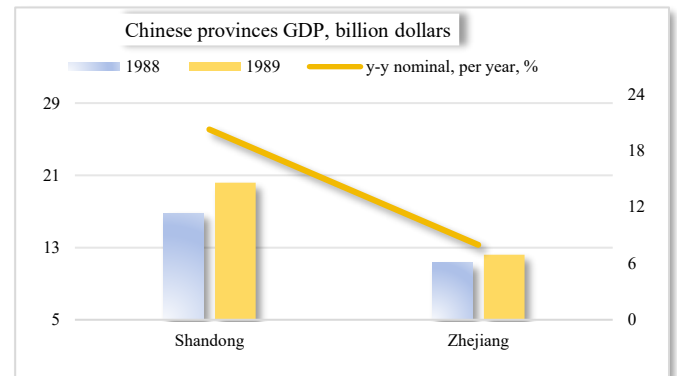 Chinese provinces GDP, billion dollars
1988 1989 y-y nominal, per year, %
29 24
21 18
13 12
5 6
0
Shandong Zhejiang